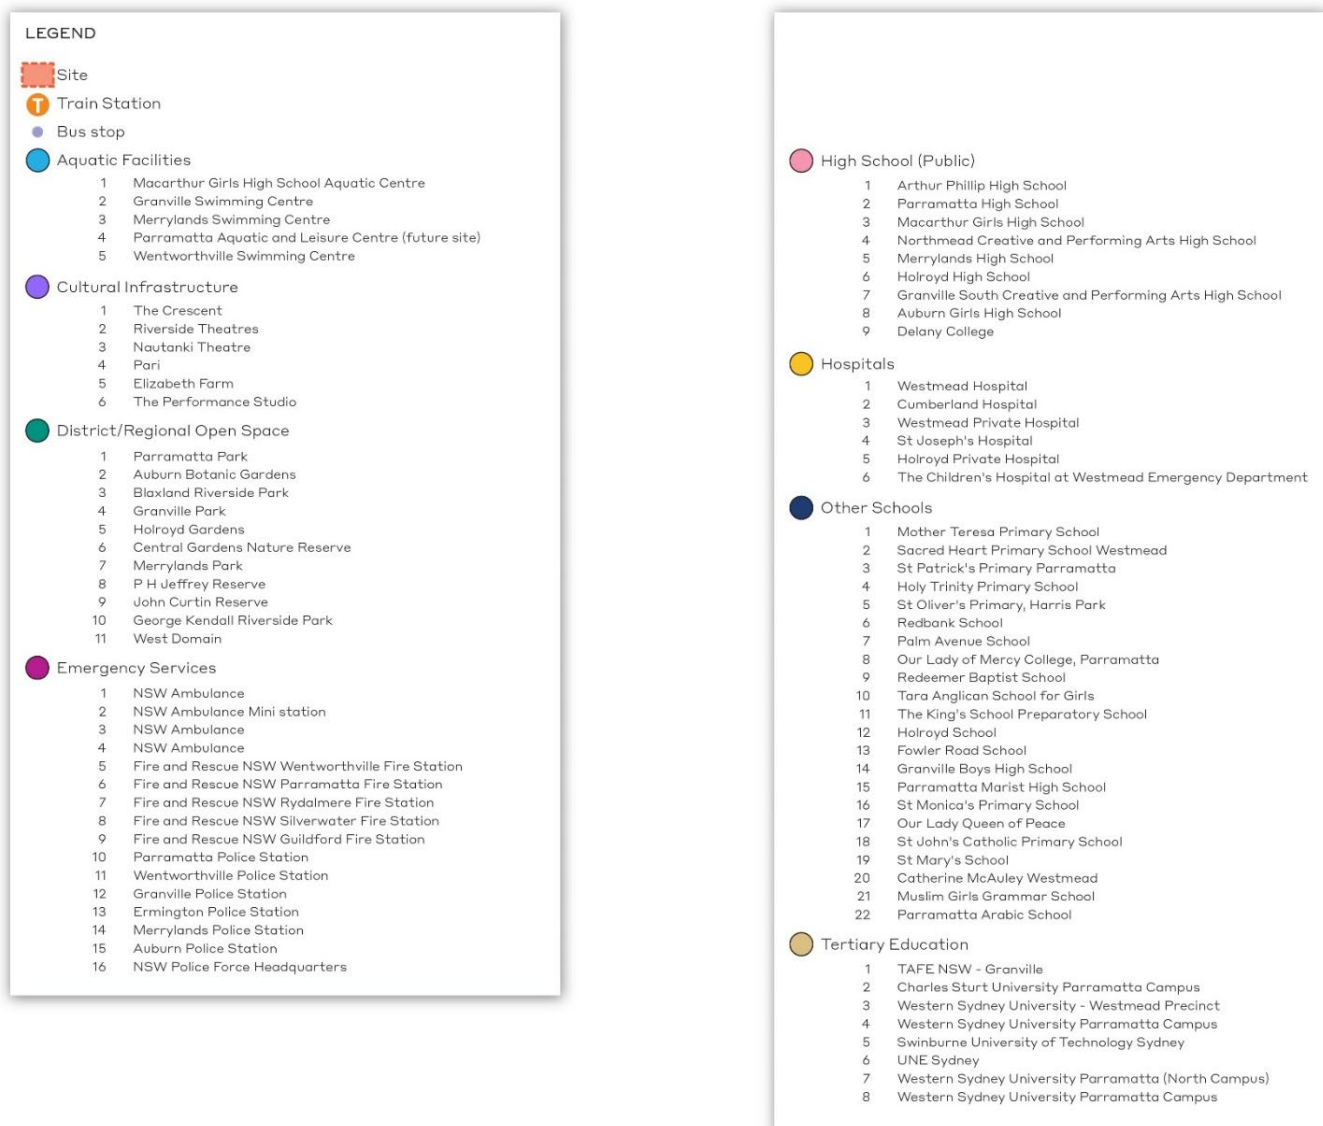 LEGEND
Site
T
Train Station
Bus stop
Aquatic Facilities
1 Macarthur Girls High School Aquatic Centre
2 Granville Swimming Centre
3 Merrylands Swimming Centre
4 Parramatta Aquatic and Leisure Centre (future site)
5 Wentworthville Swimming Centre
Cultural Infrastructure
1 The Crescent
2 Riverside Theatres
3 Nautanki Theatre
4 Pari
5 Elizabeth Farm
6 The Performance Studio
District/Regional Open Space
1 Parramatta Park
2 Auburn Botanic Gardens
3 Blaxland Riverside Park
4 Granville Park
5 Holroyd Gardens
6 Central Gardens Nature Reserve
7 Merrylands Park
8 P H Jeffrey Reserve
9 John Curtin Reserve
10 George Kendall Riverside Park
11 West Domain
Emergency Services
1 NSW Ambulance
2 NSW Ambulance Mini station
3 NSW Ambulance
4 NSW Ambulance
5 Fire and Rescue NSW Wentworthville Fire Station
6 Fire and Rescue NSW Parramatta Fire Station
7 Fire and Rescue NSW Rydalmere Fire Station
8 Fire and Rescue NSW Silverwater Fire Station
9 Fire and Rescue NSW Guildford Fire Station
10 Parramatta Police Station
11 Wentworthville Police Station
12 Granville Police Station
13 Ermington Police Station
14 Merrylands Police Station
15 Auburn Police Station
16 NSW Police Force Headquarters
High School (Public)
1 Arthur Phillip High School
2 Parramatta High School
3 Macarthur Girls High School
4 Northmead Creative and Performing Arts High School
5 Merrylands High School
6 Holroyd High School
7 Granville South Creative and Performing Arts High School
8 Auburn Girls High School
9 Delany College
Hospitals
1 Westmead Hospital
2 Cumberland Hospital
3 Westmead Private Hospital
4 St Joseph's Hospital
5 Holroyd Private Hospital
6 The Children's Hospital at Westmead Emergency Department
Other Schools
1 Mother Teresa Primary School
2 Sacred Heart Primary School Westmead
3 St Patrick's Primary Parramatta
4 Holy Trinity Primary School
5 St Oliver's Primary, Harris Park
6 Redbank School
7 Palm Avenue School
8 Our Lady of Mercy College, Parramatta
9 Redeemer Baptist School
10 Tara Anglican School for Girls
11 The King's School Preparatory School
12 Holroyd School
13 Fowler Road School
14 Granville Boys High School
15 Parramatta Marist High School
16 St Monica's Primary School
17 Our Lady Queen of Peace
18 St John's Catholic Primary School
19 St Mary's School
20 Catherine McAuley Westmead
21 Muslim Girls Grammar School
22 Parramatta Arabic School
Tertiary Education
1 TAFE NSW - Granville
2 Charles Sturt University Parramatta Campus
3 Western Sydney University - Westmead Precinct
4 Western Sydney University Parramatta Campus
5 Swinburne University of Technology Sydney
6 UNE Sydney
7 Western Sydney University Parramatta (North Campus)
8 Western Sydney University Parramatta Campus